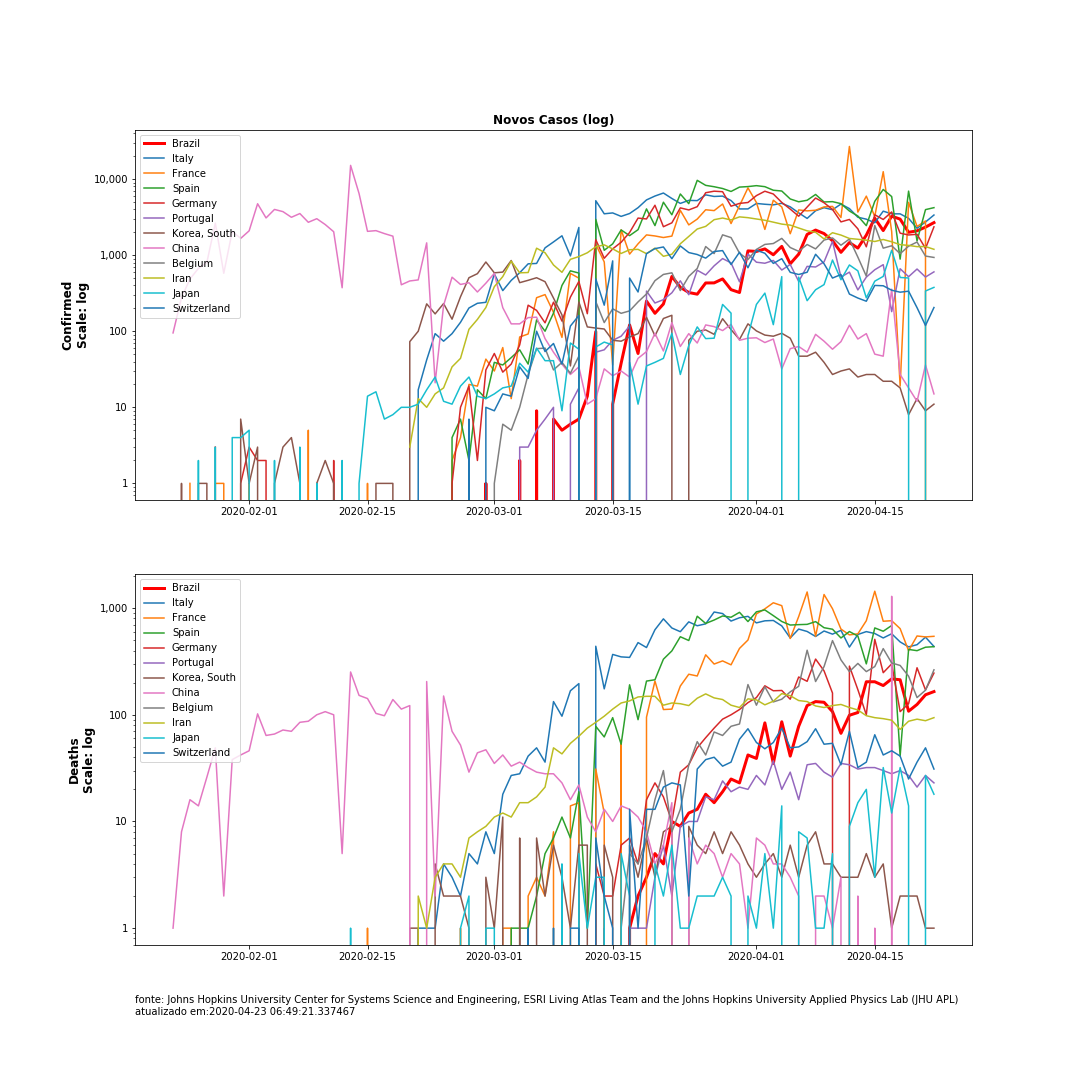 Novos Casos (log)
Confirmed
Scale: log
10,000
1,000
100
10
1
Brazil
Italy
France
Spain
Germany
Portugal
Korea, South
China
Belgium
Iran
Japan
Switzerland
2020-02-01
2020-02-15
2020-03-01
2020-03-15
2020-04-01
2020-04-15
Deaths
Scale: log
1,000
100
10
1
Brazil
Italy
France
Spain
Germany
Portugal
Korea, South
China
Belgium
Iran
Japan
Switzerland
2020-02-01
2020-02-15
2020-03-01
2020-03-15
2020-04-01
2020-04-15
fonte: Johns Hopkins University Center for Systems Science and Engineering, ESRI Living Atlas Team and the Johns Hopkins University Applied Physics Lab (JHU APL)
atualizado em:2020-04-23 06:49:21.337467